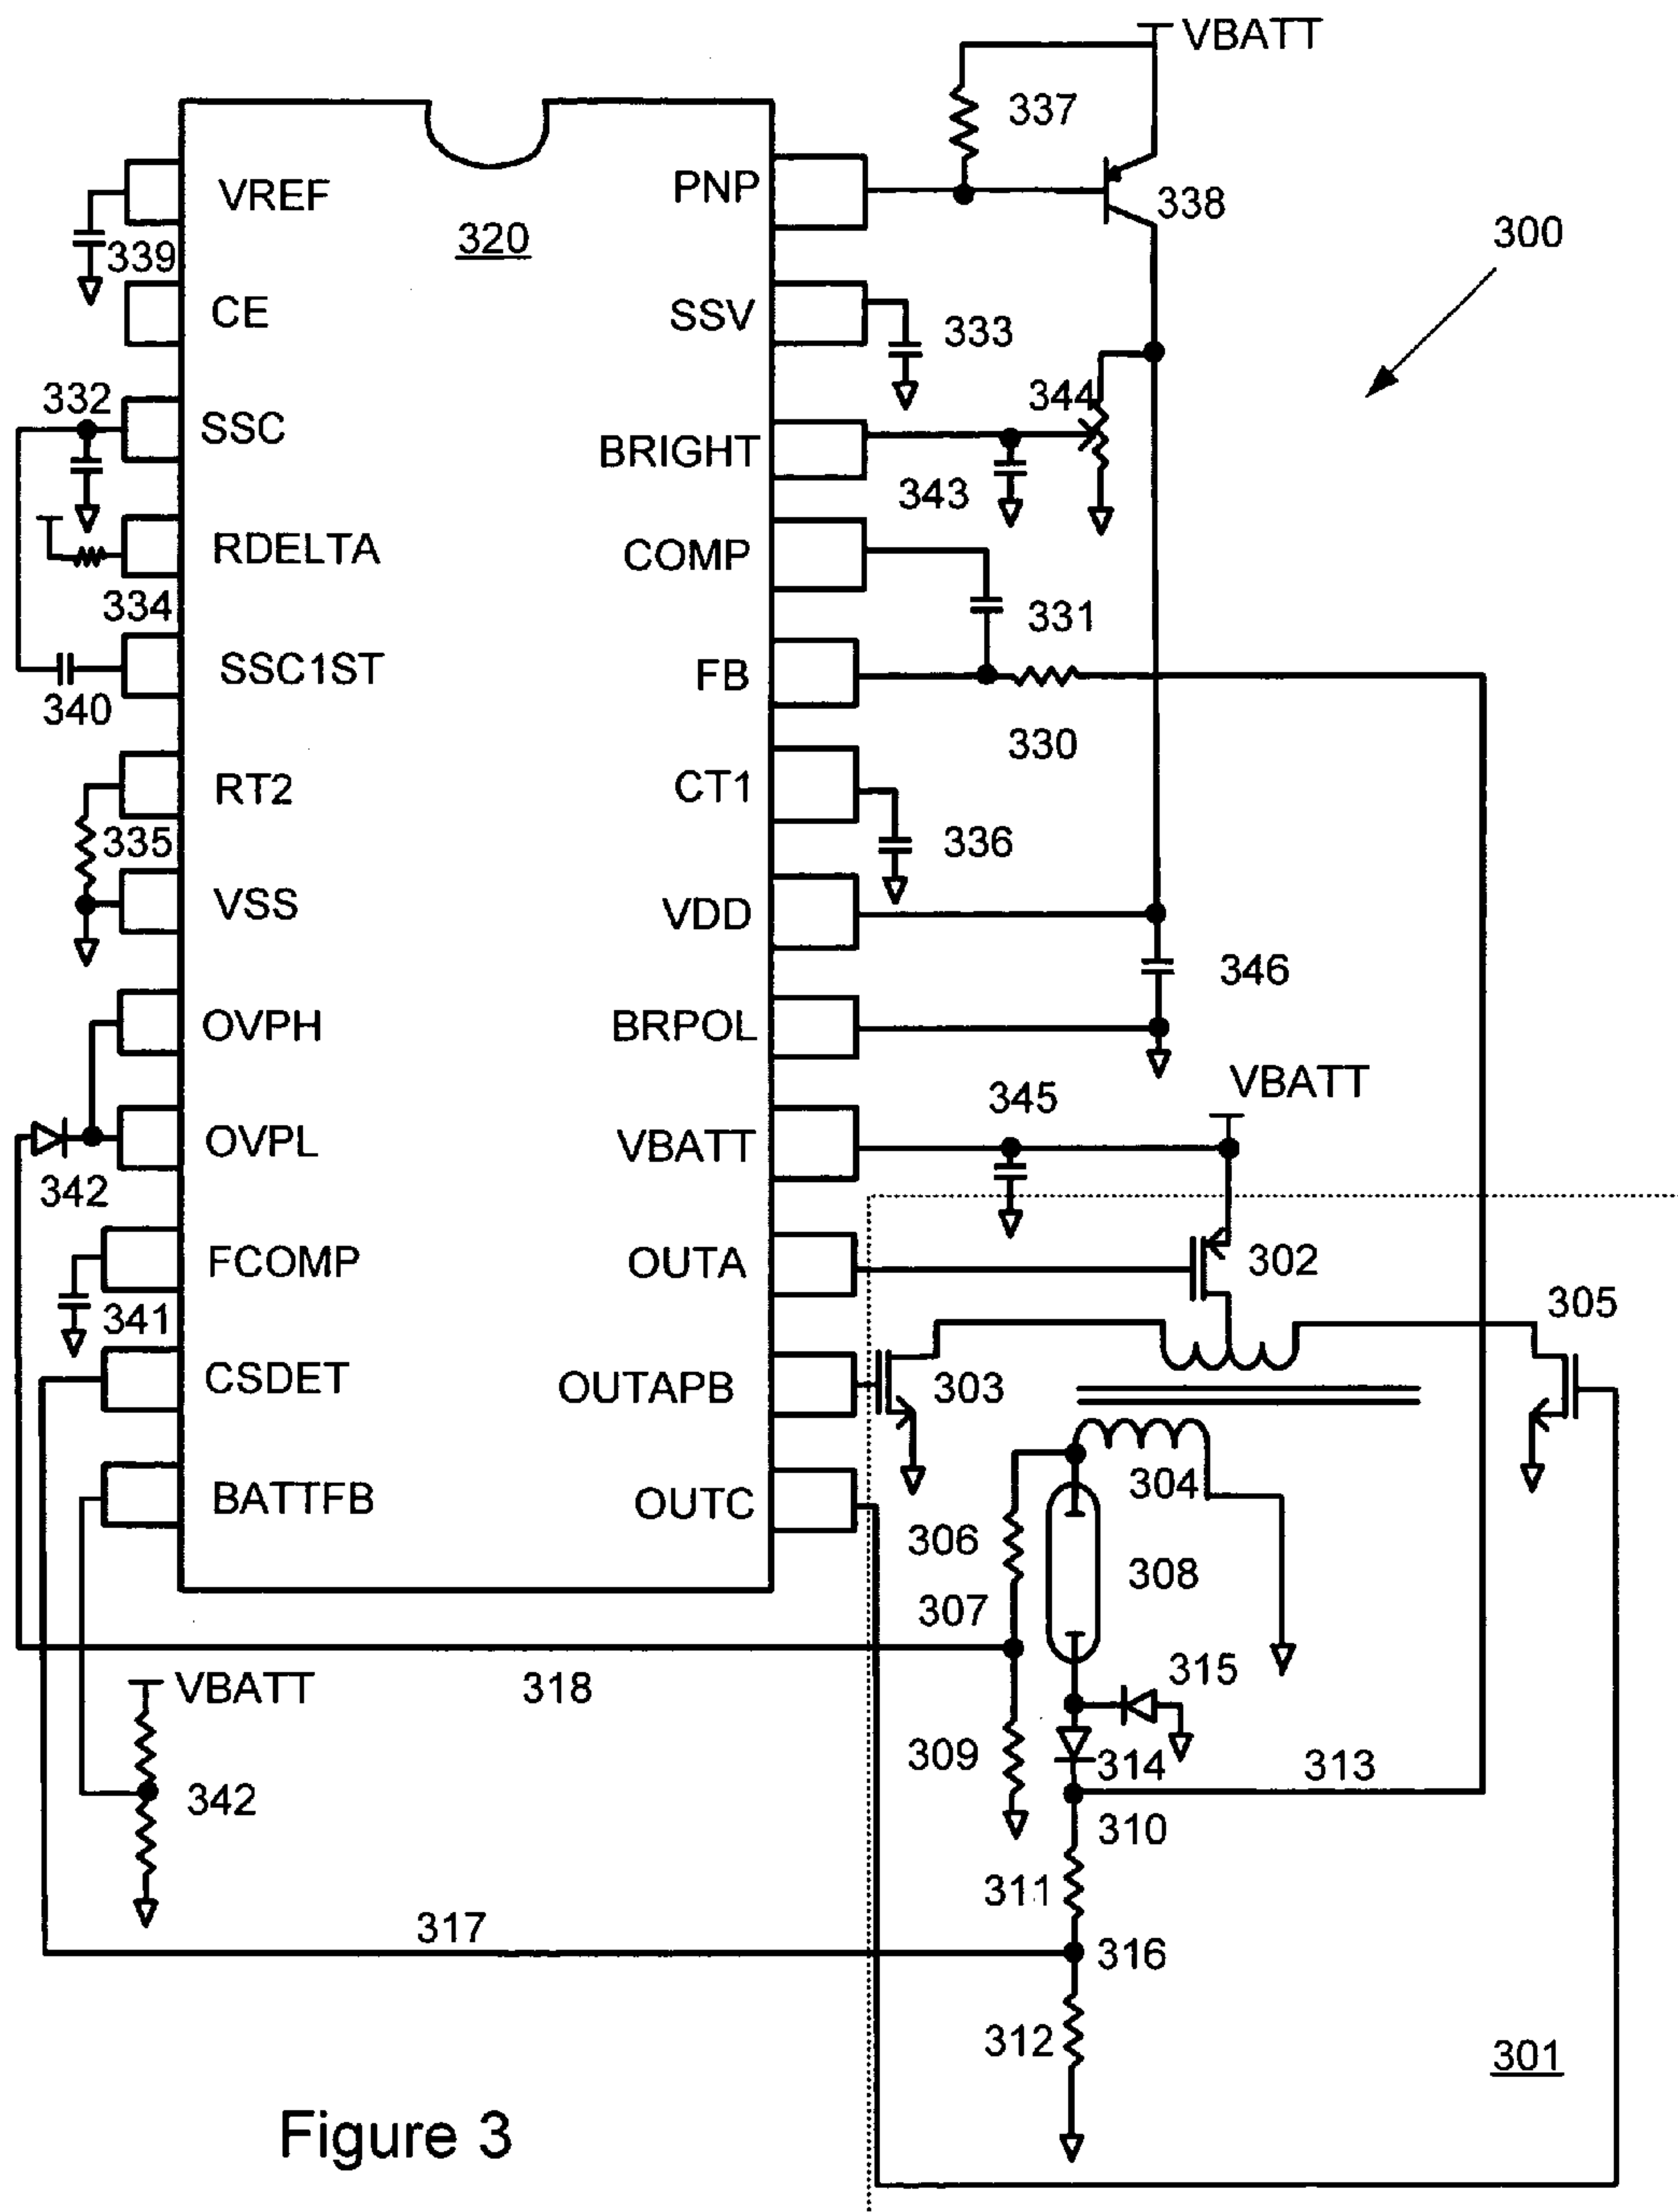 VBATT
337
VREF
PNP
338
320
339
300
CE
SSV
333
332
344
SSC
BRIGHT
343
RDELTA
COMP
334
331
SSC1ST
FB
340
330
RT2
CT1
335
336
VSS
VDD
346
OVPH
BRPOL
VBATT
345
OVPL
VBATT
342
FCOMP
OUTA
302
341
305
CSDET
OUTAPB
303
BATTFB
OUTC
304
306
308
307
VBATT
318
315
309
314
313
342
310
311
317
316
312
301
Figure 3